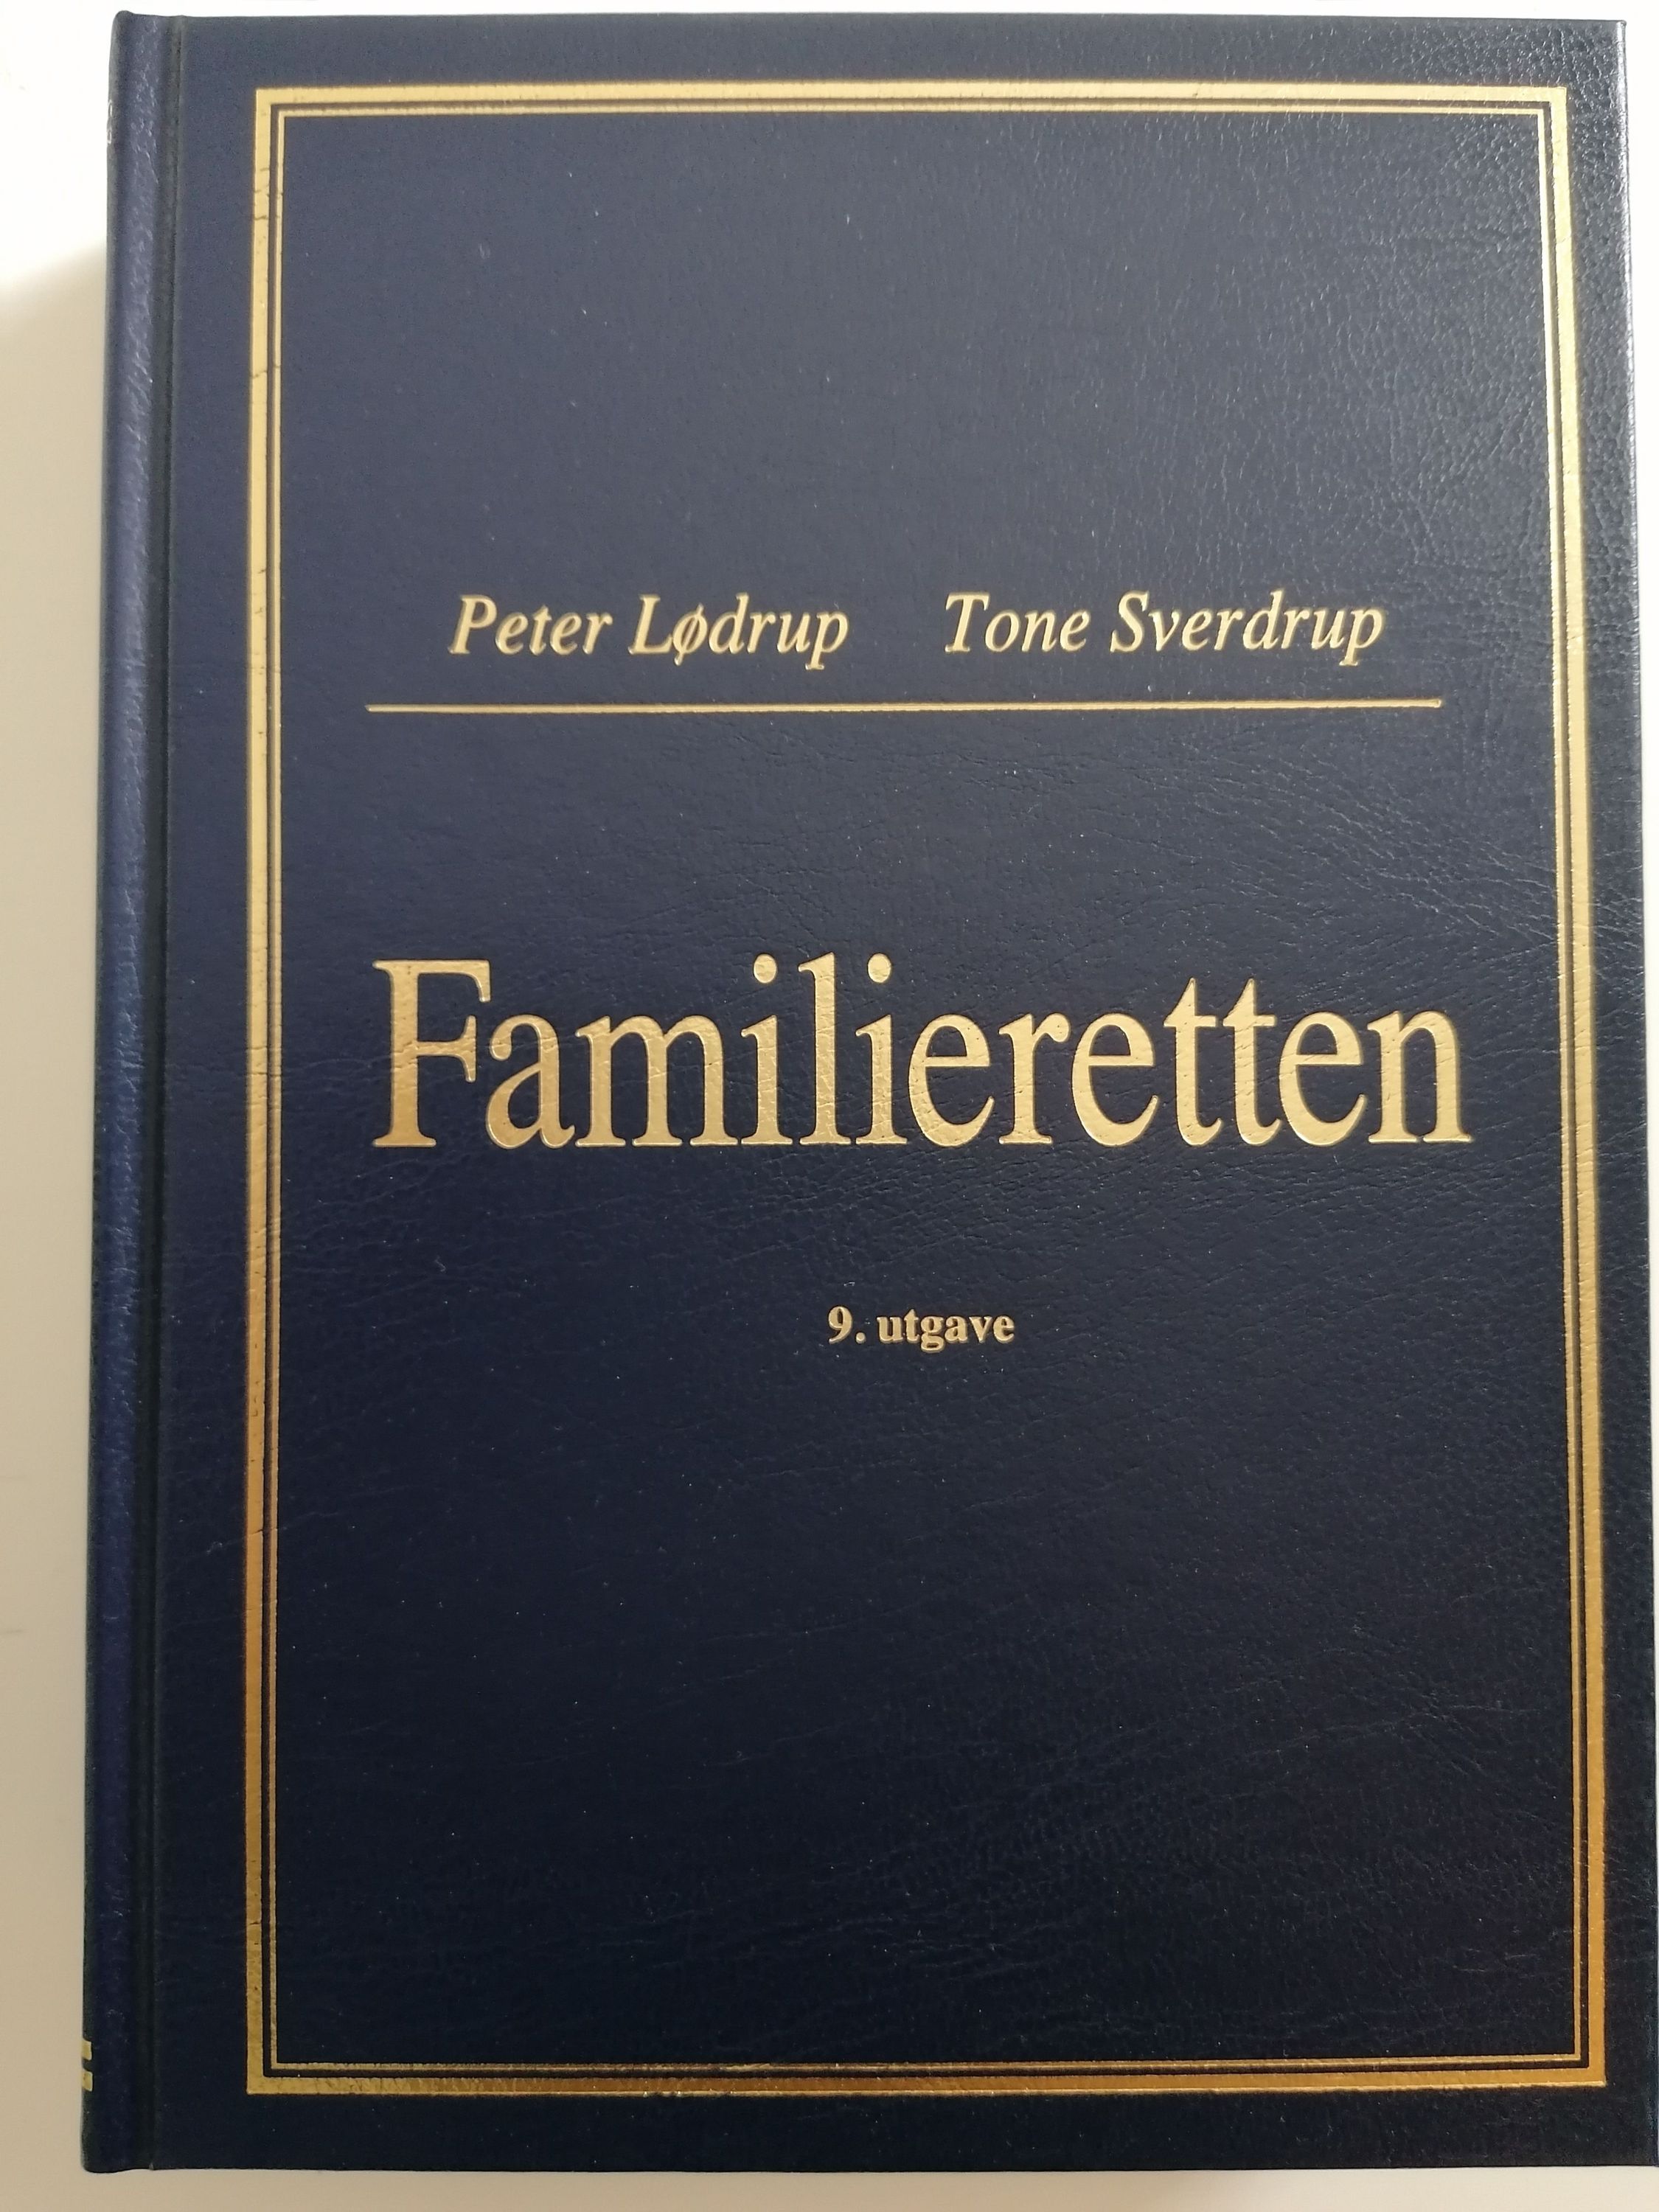 Peter Lødrup Tone Sverdrup
Familieretten
9. utgave